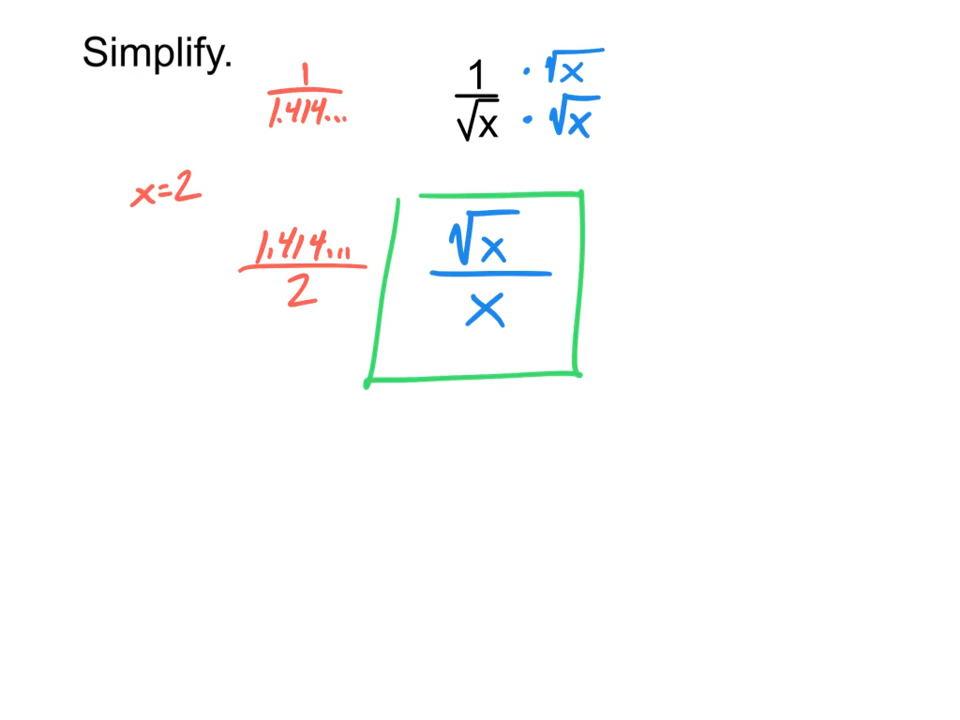 Simplify.
1/1.414...
1/√x · √x/· √x
x=2
1.414.../2
√x/x